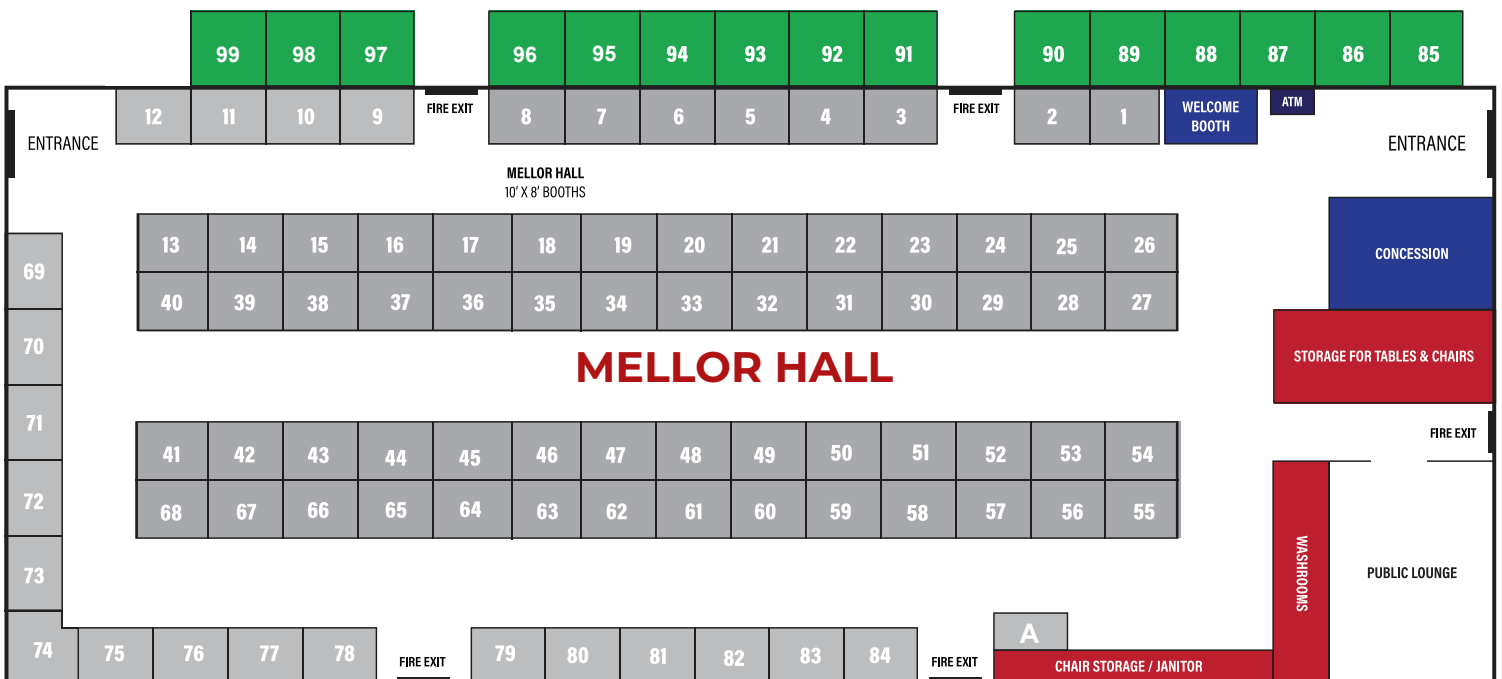 99 98 97 96 95 94 93 92 91 90 89 88 87 86 85
12 11 10 9 FIRE EXIT 8 7 6 5 4 3 FIRE EXIT 2 1 WELCOME BOOTH ATM
ENTRANCE ENTRANCE
MELLOR HALL
10' X 8' BOOTHS
13 14 15 16 17 18 19 20 21 22 23 24 25 26
CONCESSION
69
40 39 38 37 36 35 34 33 32 31 30 29 28 27
70
MELLOR HALL
STORAGE FOR TABLES & CHAIRS
71
FIRE EXIT
41 42 43 44 45 46 47 48 49 50 51 52 53 54
72
68 67 66 65 64 63 62 61 60 59 58 57 56 55
73
WASHROOMS
PUBLIC LOUNGE
A
74 75 76 77 78 FIRE EXIT 79 80 81 82 83 84 FIRE EXIT
CHAIR STORAGE / JANITOR